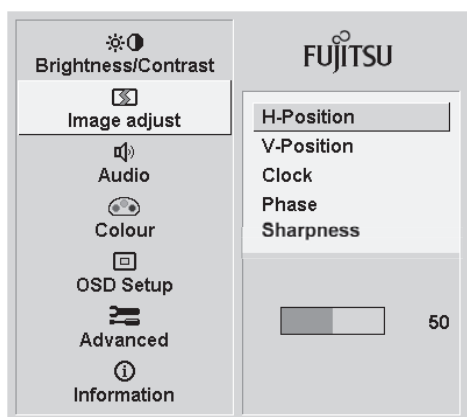 Brightness/Contrast
Image adjust
Audio
Colour
OSD Setup
Advanced
Information
FUJITSU
H-Position
V-Position
Clock
Phase
Sharpness
50